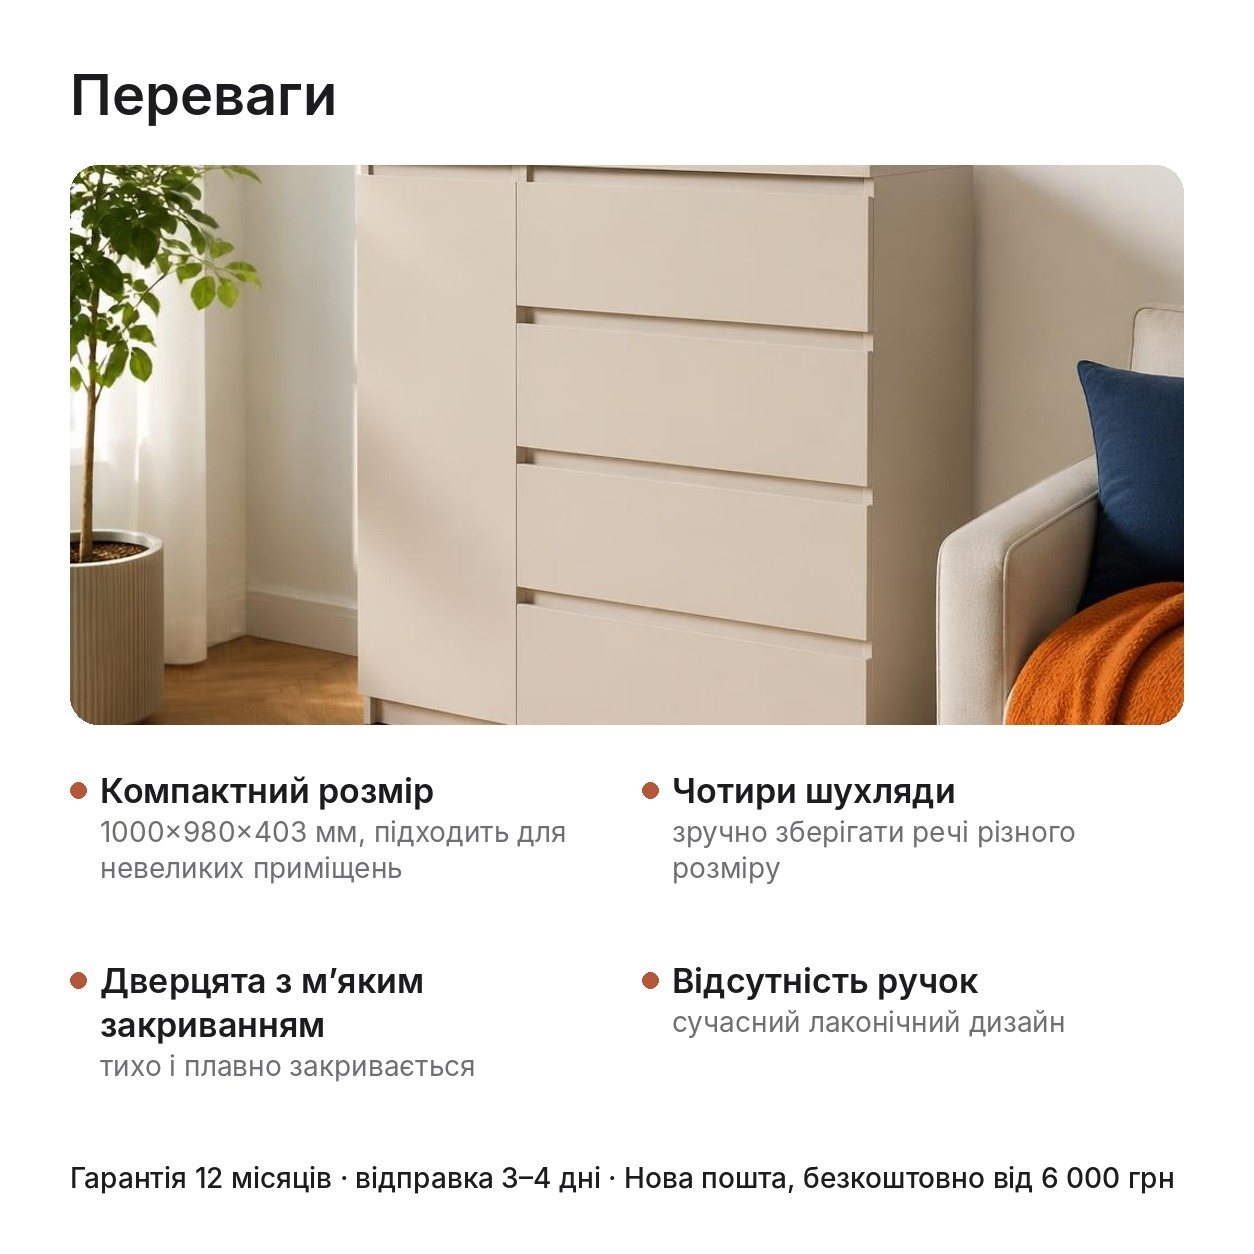 Переваги
Компактний розмір
1000×980×403 мм, підходить для
невеликих приміщень
Чотири шухляди
зручно зберігати речі різного
розміру
Дверцята з м’яким
закриванням
тихо і плавно закривається
Відсутність ручок
сучасний лаконічний дизайн
Гарантія 12 місяців · відправка 3–4 дні · Нова пошта, безкоштовно від 6 000 грн